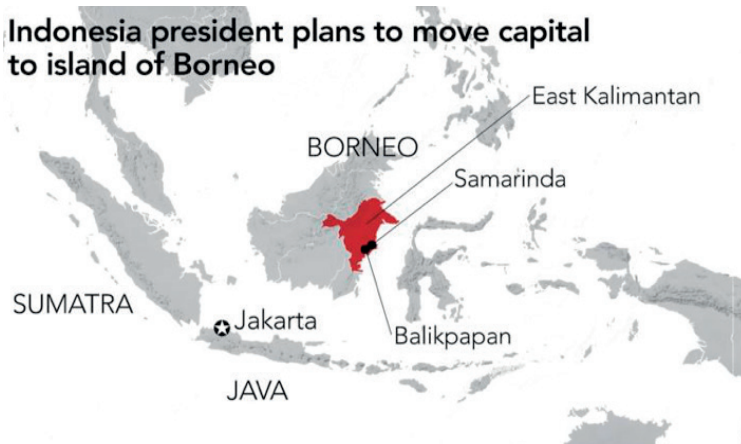 Indonesia president plans to move capital
to island of Borneo
East Kalimantan
BORNEO
Samarinda
SUMATRA
Jakarta
Balikpapan
JAVA